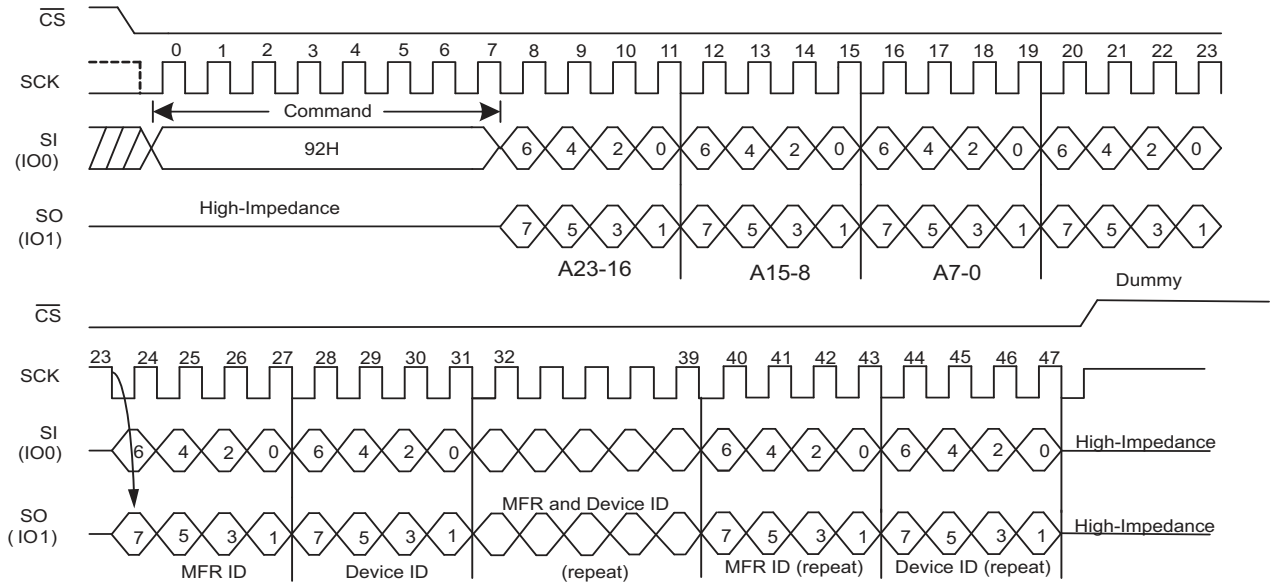 CS
0 1 2 3 4 5 6 7 8 9 10 11 12 13 14 15 16 17 18 19 20 21 22 23
SCK
Command
SI
(IO0)
92H 6 4 2 0 6 4 2 0 6 4 2 0 6 4 2 0
High-Impedance
SO
(IO1)
7 5 3 1 7 5 3 1 7 5 3 1 7 5 3 1
A23-16 A15-8 A7-0
Dummy
CS
23 24 25 26 27 28 29 30 31 32 39 40 41 42 43 44 45 46 47
SCK
SI
(IO0)
6 4 2 0 6 4 2 0 6 4 2 0 6 4 2 0 High-Impedance
MFR and Device ID
SO
(IO1)
7 5 3 1 7 5 3 1 7 5 3 1 7 5 3 1 High-Impedance
MFR ID Device ID (repeat) MFR ID (repeat) Device ID (repeat)